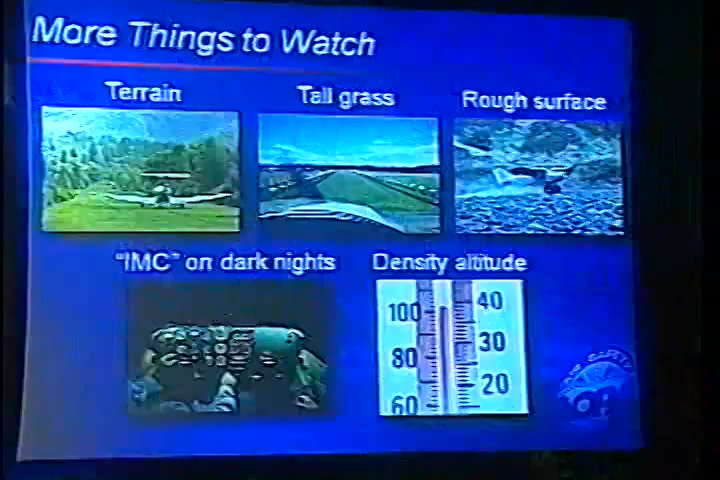 More Things to Watch
Terrain
Tall grass
Rough surface
"IMC" on dark nights
Density altitude
100
80
60
40
30
20